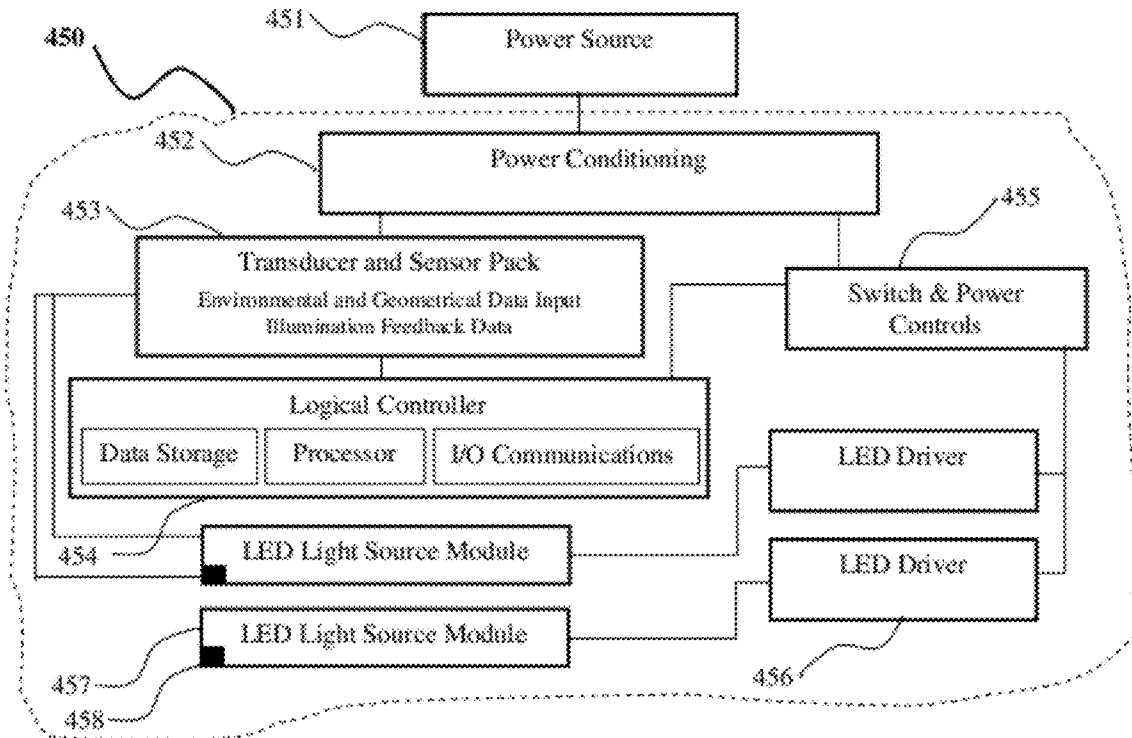 451
Power Source
450
452
Power Conditioning
453
455
Transducer and Sensor Pack
Environmental and Geometrical Data Input
Illumination Feedback Data
Switch & Power
Controls
Logical Controller
Data Storage
Processor
I/O Communications
LED Driver
454
LED Light Source Module
LED Driver
LED Light Source Module
457
456
458